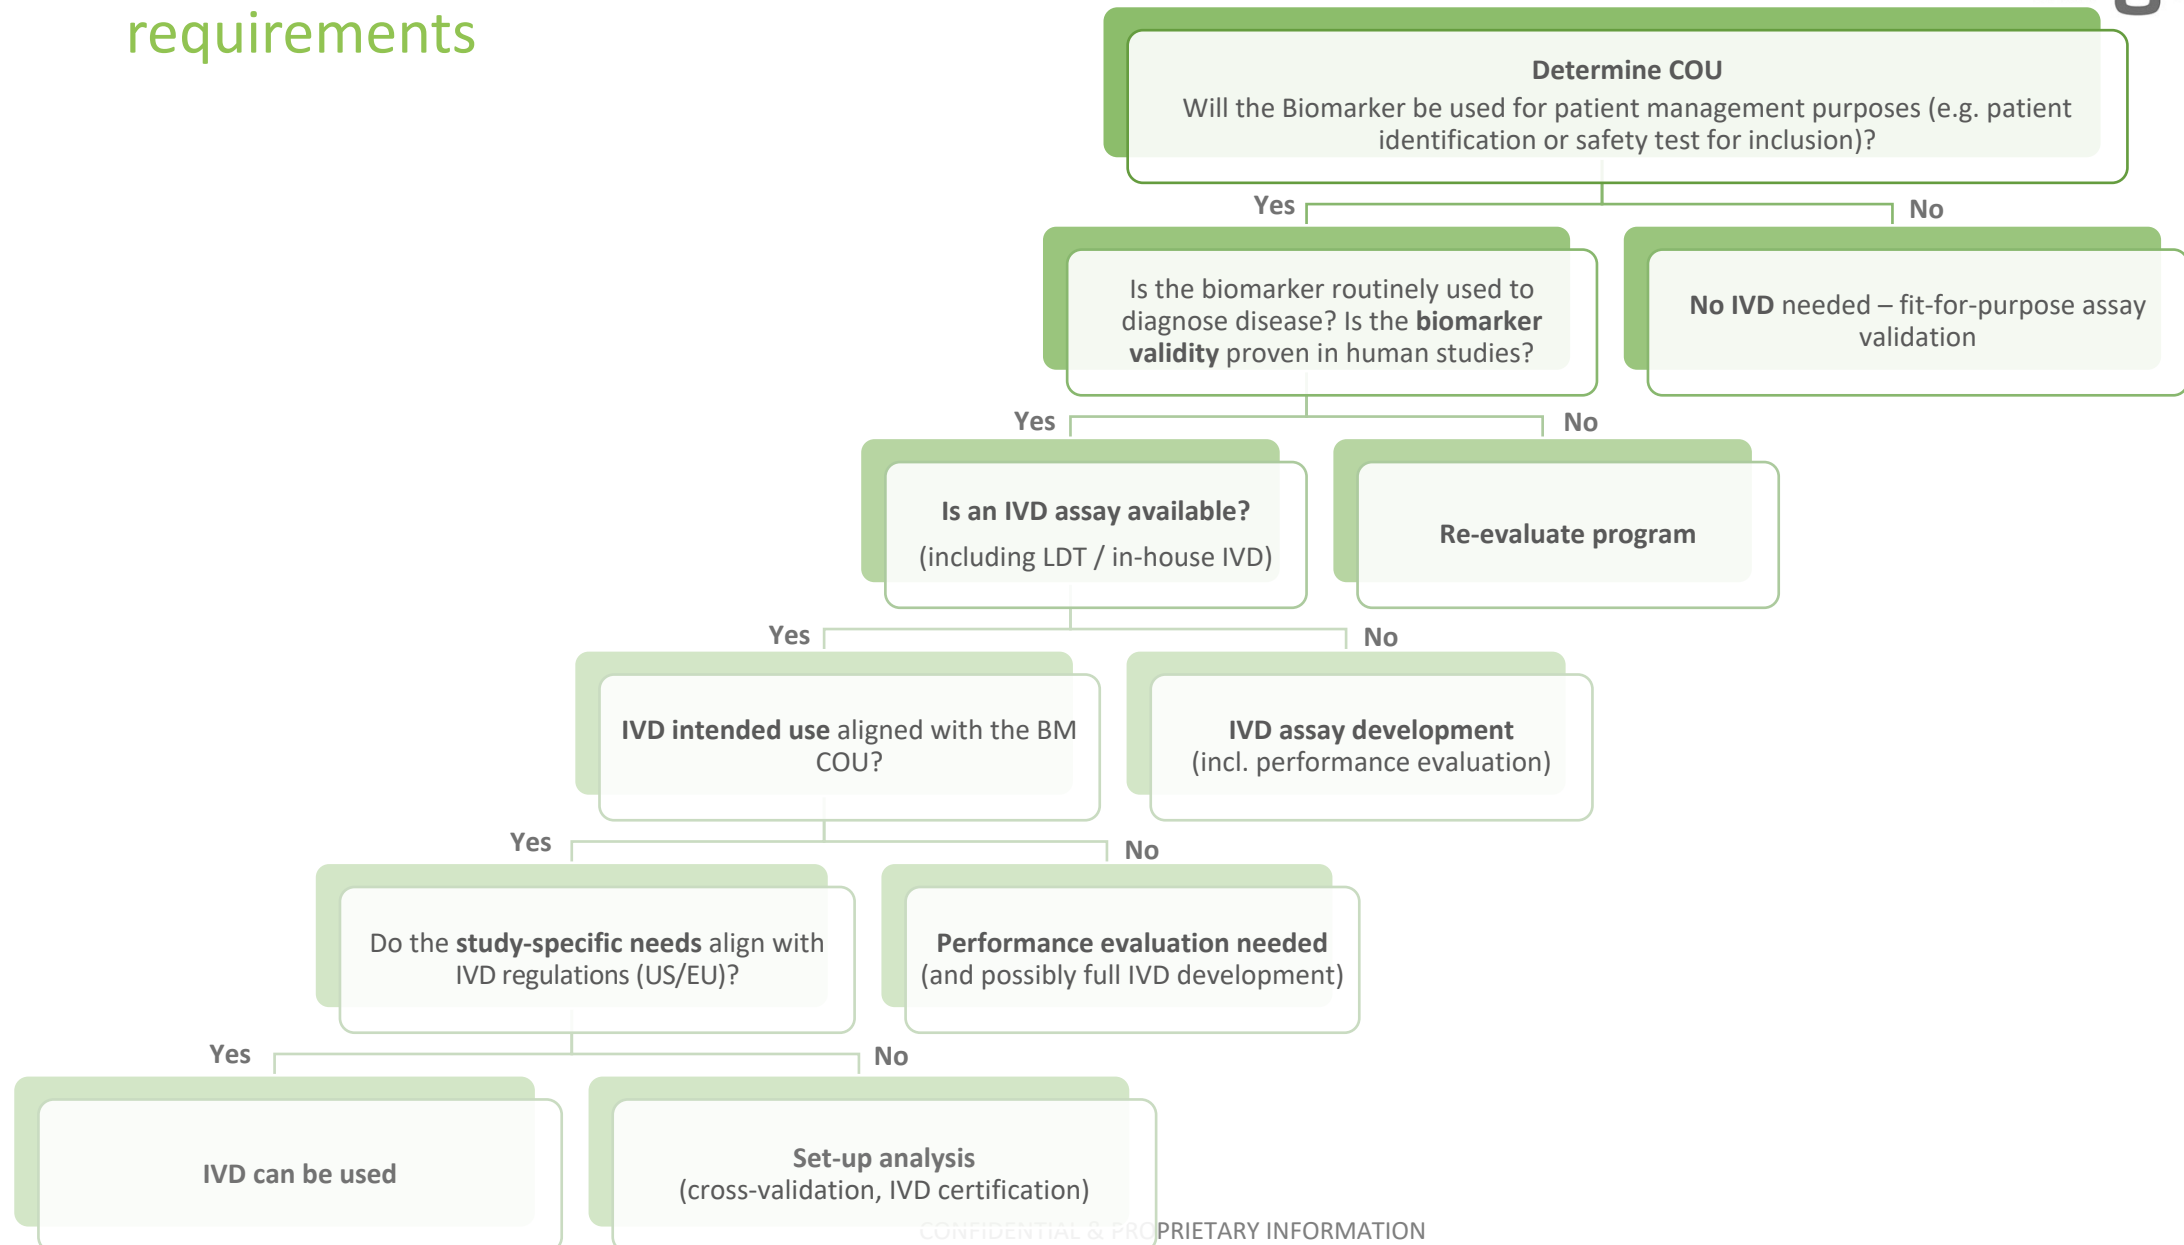 requirements
Determine COU
Will the Biomarker be used for patient management purposes (e.g. patient
identification or safety test for inclusion)?
Yes
No
Is the biomarker routinely used to
diagnose disease? Is the biomarker
validity proven in human studies?
No IVD needed – fit-for-purpose assay
validation
Yes
No
Is an IVD assay available?
(including LDT / in-house IVD)
Re-evaluate program
Yes
No
IVD intended use aligned with the BM
COU?
IVD assay development
(incl. performance evaluation)
Yes
No
Do the study-specific needs align with
IVD regulations (US/EU)?
Performance evaluation needed
(and possibly full IVD development)
Yes
No
IVD can be used
Set-up analysis
(cross-validation, IVD certification)
CONFIDENTIAL & PROPRIETARY INFORMATION